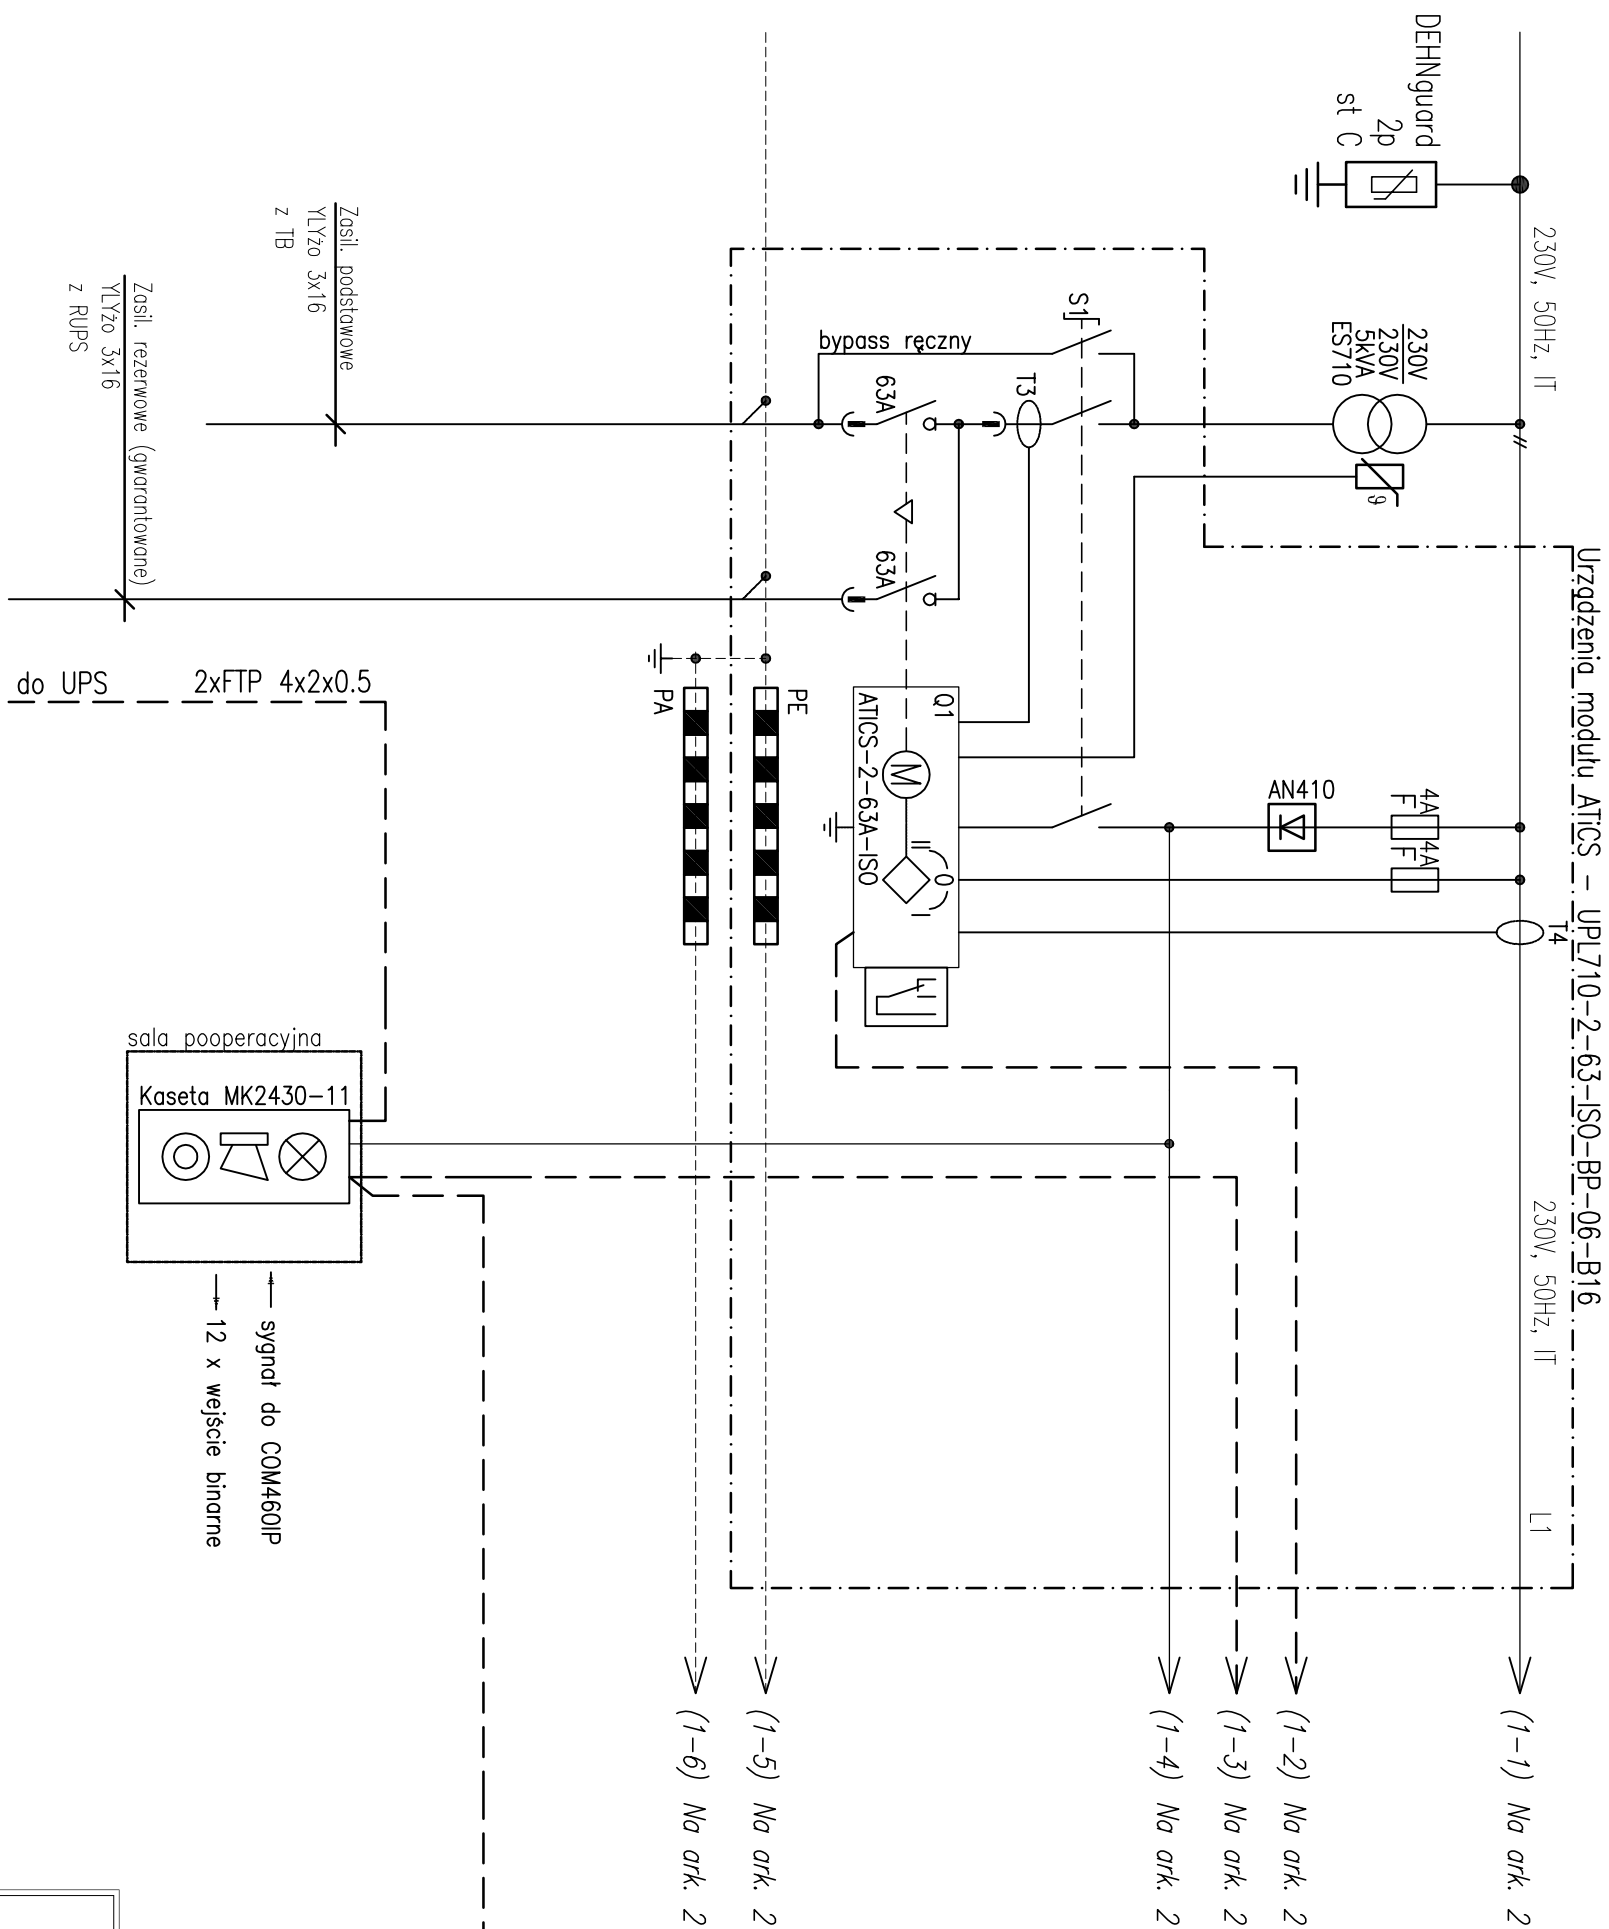 DEHNguard
2p
st C
230V, 50Hz, IT
230V
230V
5kVA
ES710
ϑ
Urządzenia modułu ATiCS – UPL710–2–63–ISO–BP–06–B16
S1
bypass ręczny
T3
63A
63A
Zasil. podstawowe
YLYżo 3x16
z TB
Zasil. rezerwowe (gwarantowane)
YLYżo 3x16
z RUPS
do UPS
2xFTP 4x2x0.5
PA
PE
Q1
ATICS–2–63A–ISO
M
II
0
I
AN410
4A
F
4A
F
T4
sala pooperacyjna
Kaseta MK2430–11
sygnał do COM460IP
12 x wejście binarne
230V, 50Hz, IT
L1
(1–1) Na ark. 2
(1–2) Na ark. 2
(1–3) Na ark. 2
(1–4) Na ark. 2
(1–5) Na ark. 2
(1–6) Na ark. 2